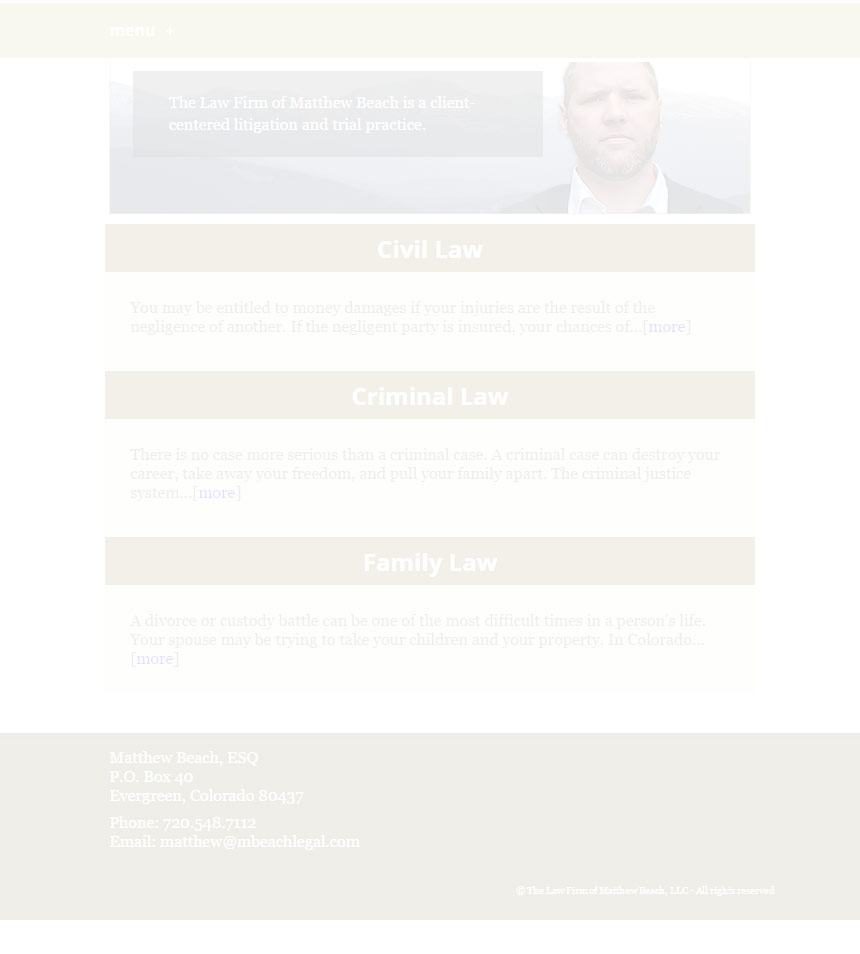 menu +
The Law Firm of Matthew Beach is a client-
centered litigation and trial practice.
Civil Law
You may be entitled to money damages if your injuries are the result of the
negligence of another. If the negligent party is insured, your chances of...[more]
Criminal Law
There is no case more serious than a criminal case. A criminal case can destroy your
career, take away your freedom, and pull your family apart. The criminal justice
system...[more]
Family Law
A divorce or custody battle can be one of the most difficult times in a person's life.
Your spouse may be trying to take your children and your property. In Colorado...
[more]
Matthew Beach, ESQ
P.O. Box 40
Evergreen, Colorado 80437
Phone: 720.548.7112
Email: matthew@mbeachlegal.com
© The Law Firm of Matthew Beach, LLC - All rights reserved